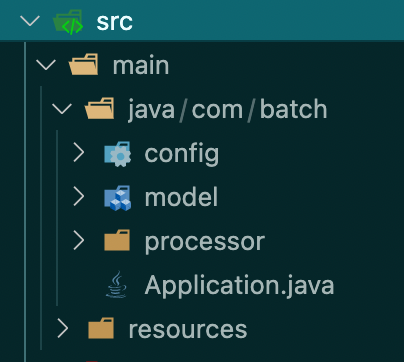 src
main
java/com/batch
config
model
processor
Application.java
resources